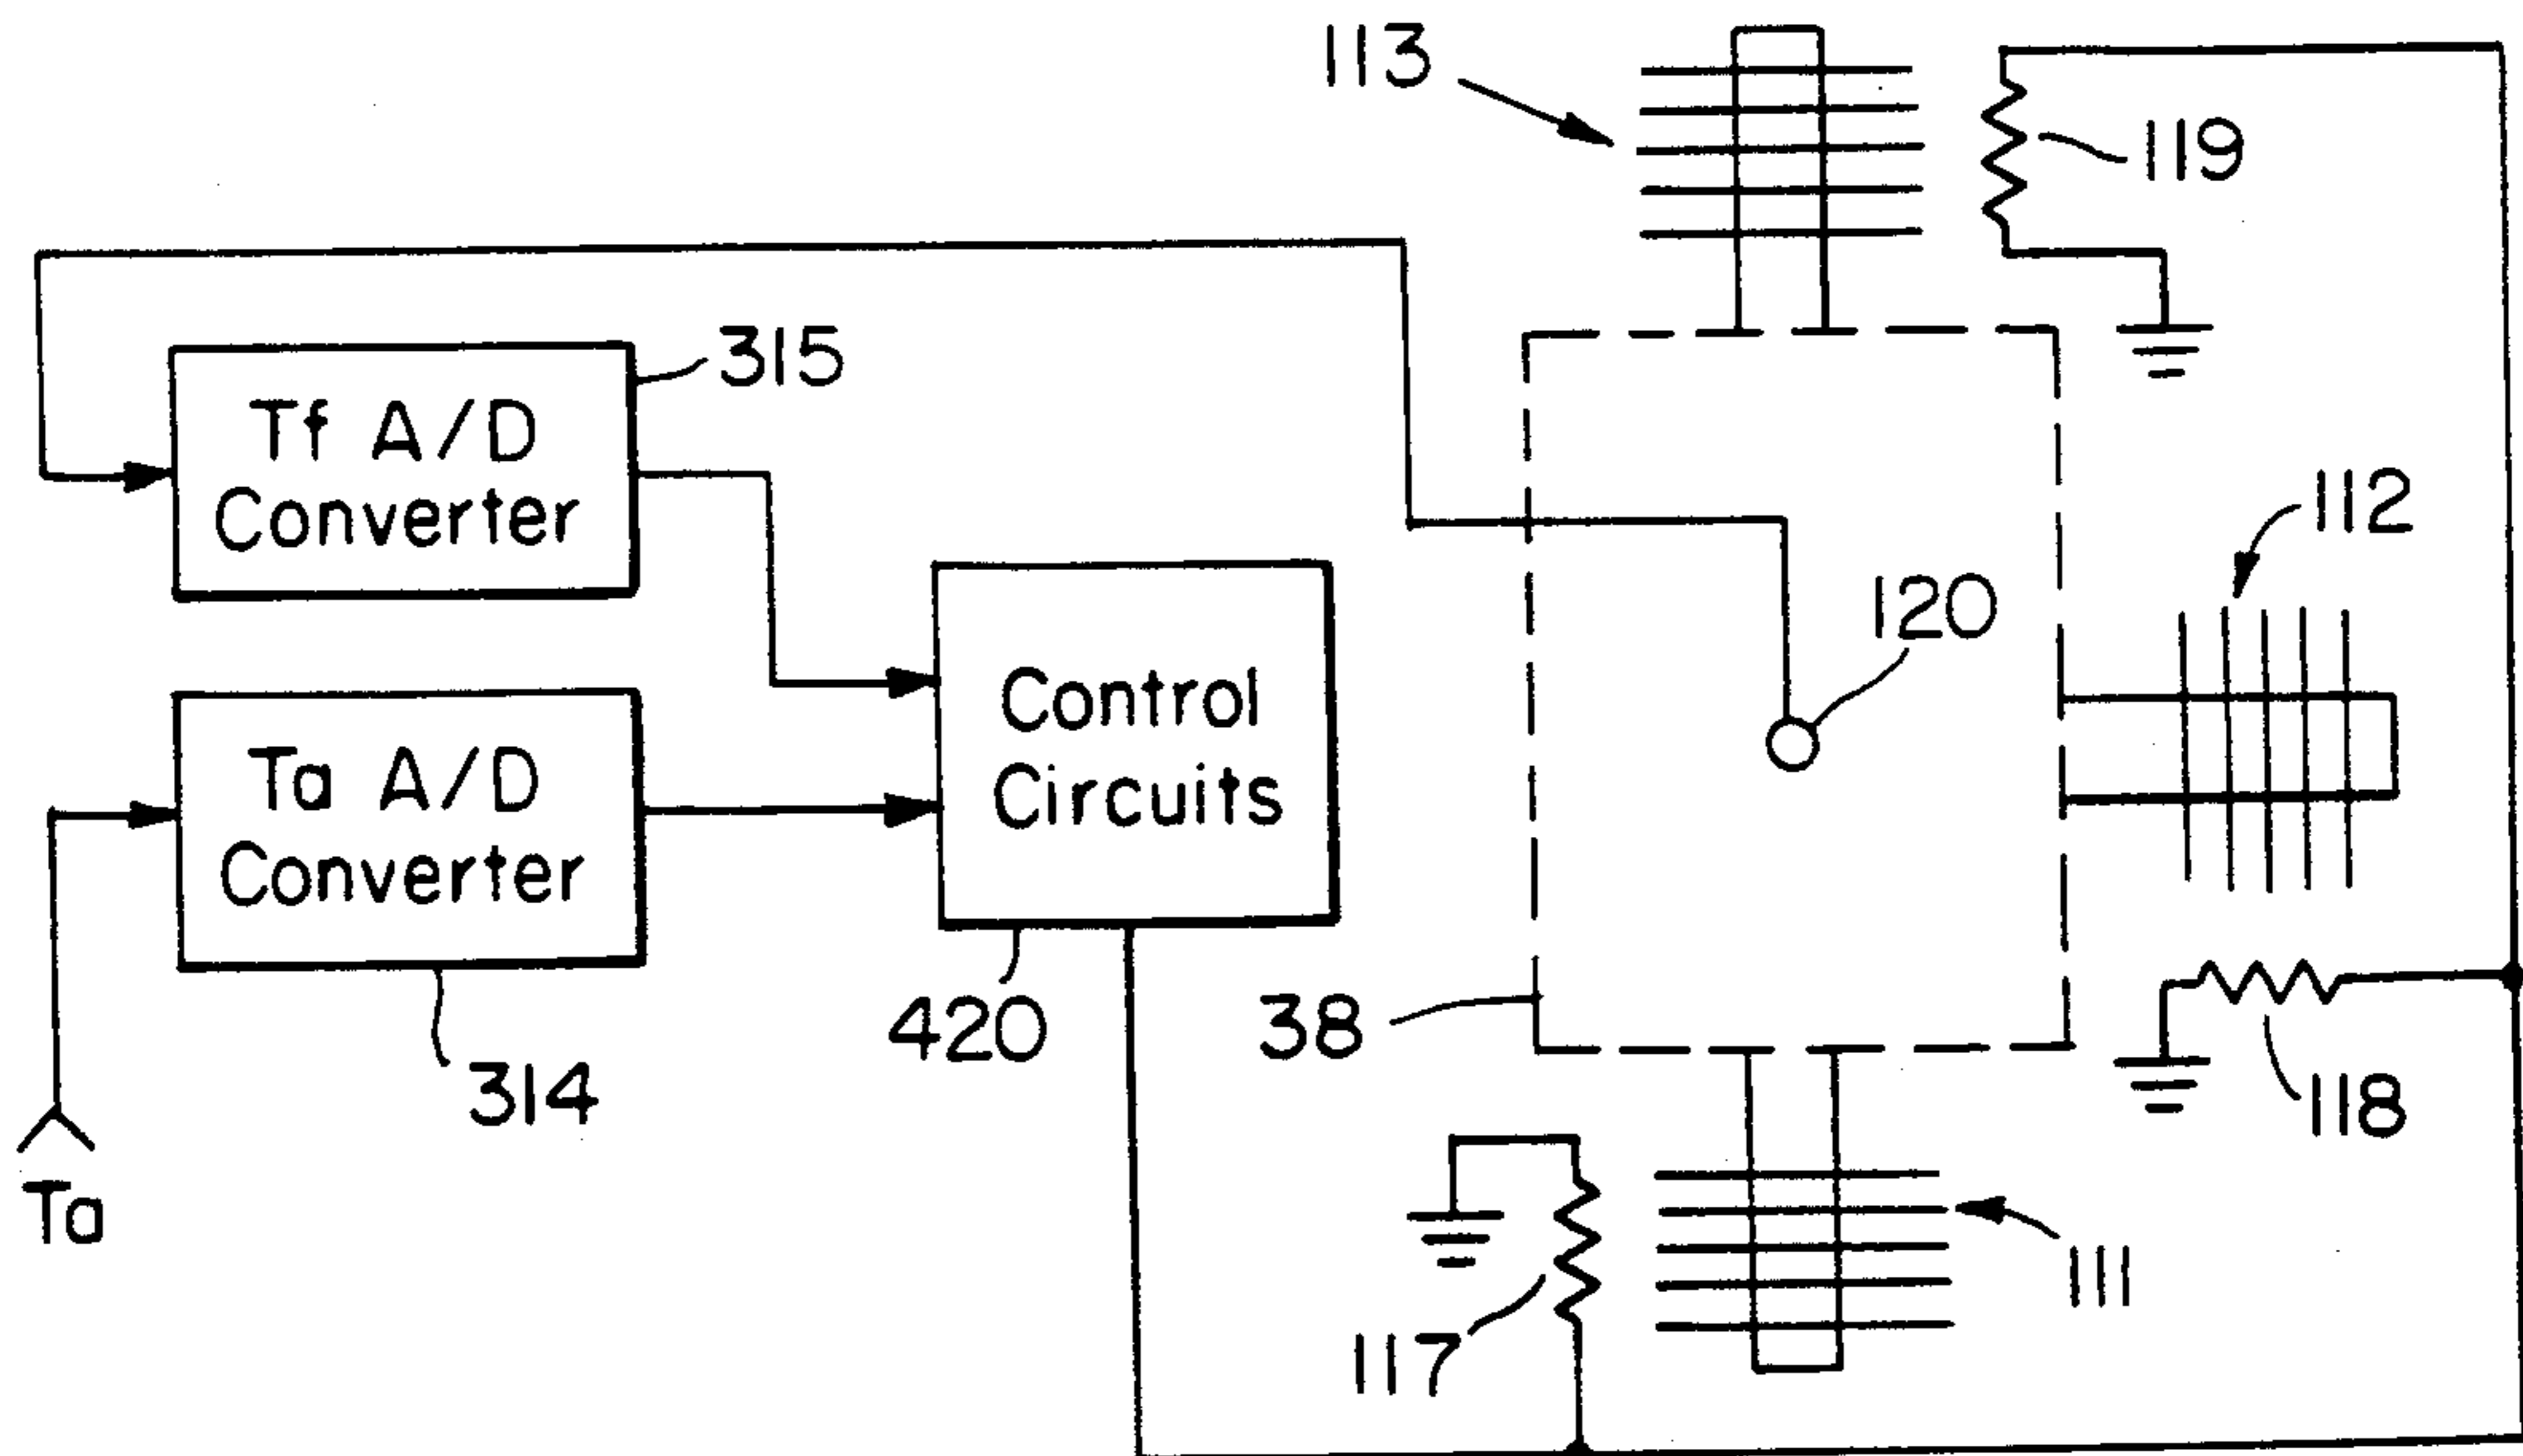 113
119
315
Tf A/D
Converter
112
120
Control
Circuits
Ta A/D
Converter
420
38
314
118
Ta
117
111